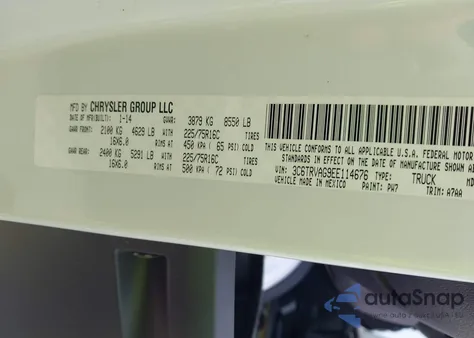 MFD BY CHRYSLER GROUP LLC
DATE OF MFR(BUILT): 1-14 GVWR: 3879 KG 8550 LB
GAWR FRONT: 2100 KG 4629 LB WITH 225/75R16C TIRES
16X6.0 RIMS AT 450 KPA ( 65 PSI) COLD
GAWR REAR: 2400 KG 5291 LB WITH 225/75R16C TIRES
16X6.0 RIMS AT 500 KPA ( 72 PSI) COLD
THIS VEHICLE CONFORMS TO ALL APPLICABLE U.S.A. FEDERAL MOTOR
STANDARDS IN EFFECT ON THE DATE OF MANUFACTURE SHOWN AB
VIN: 3C6TRVAG9EE114676 TYPE: TRUCK
VEHICLE MADE IN MEXICO PAINT: PW7 TRIM: A7AA
MD
autoSnap